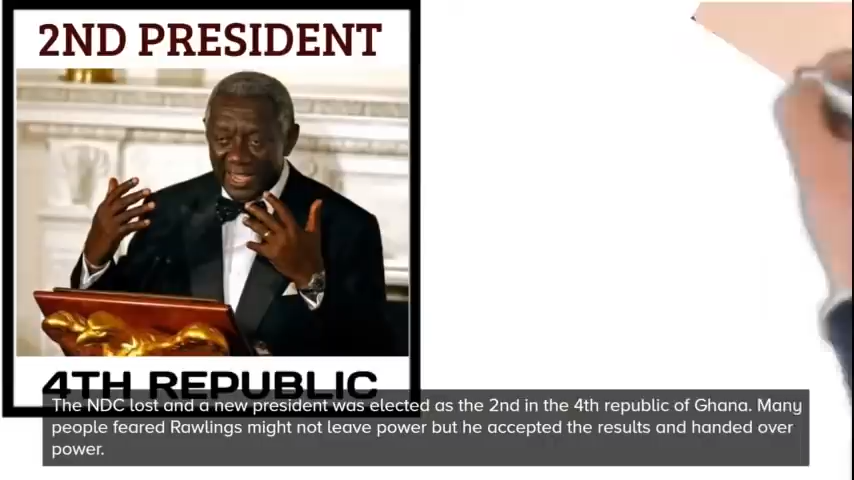 2ND PRESIDENT
4TH REPUBLIC
The NDC lost and a new president was elected as the 2nd in the 4th republic of Ghana. Many
people feared Rawlings might not leave power but he accepted the results and handed over
power.